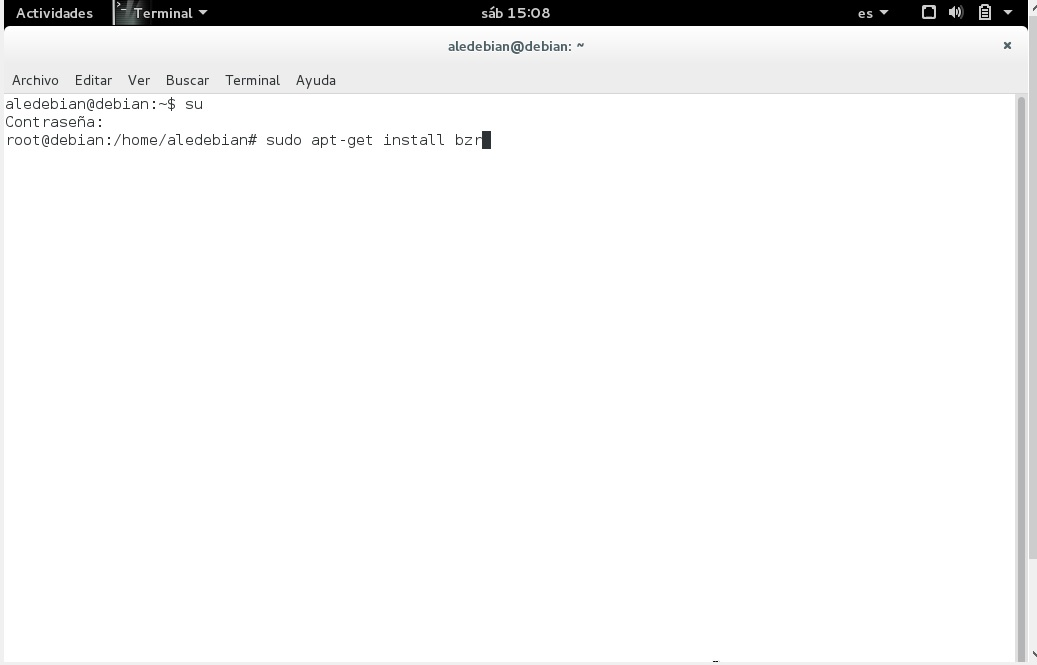 Actividades Terminal sáb 15:08 es
aledebian@debian: ~ ×
Archivo Editar Ver Buscar Terminal Ayuda
aledebian@debian:~$ su
Contraseña:
root@debian:/home/aledebian# sudo apt-get install bzr